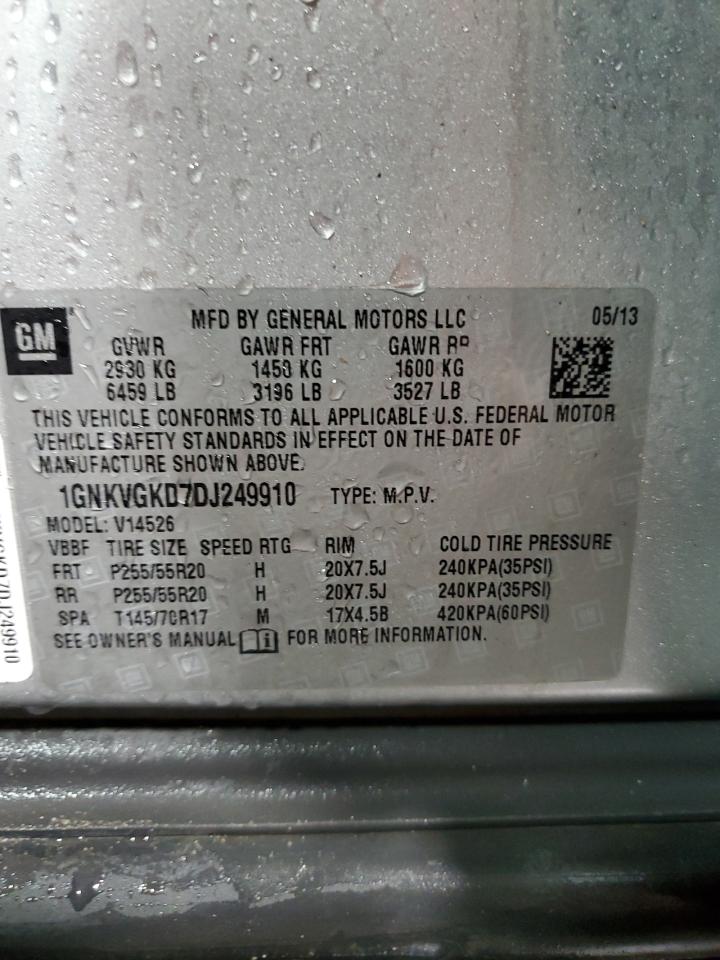 GM
MFD BY GENERAL MOTORS LLC 05/13
GVWR GAWR FRT GAWR RR
2930 KG 1450 KG 1600 KG
6459 LB 3196 LB 3527 LB
THIS VEHICLE CONFORMS TO ALL APPLICABLE U.S. FEDERAL MOTOR
VEHICLE SAFETY STANDARDS IN EFFECT ON THE DATE OF
MANUFACTURE SHOWN ABOVE.
1GNKVGKD7DJ249910 TYPE: M.P.V.
MODEL: V14526
VBBF TIRE SIZE SPEED RTG RIM COLD TIRE PRESSURE
FRT P255/55R20 H 20X7.5J 240KPA(35PSI)
RR P255/55R20 H 20X7.5J 240KPA(35PSI)
SPA T145/70R17 M 17X4.5B 420KPA(60PSI)
SEE OWNER'S MANUAL FOR MORE INFORMATION.